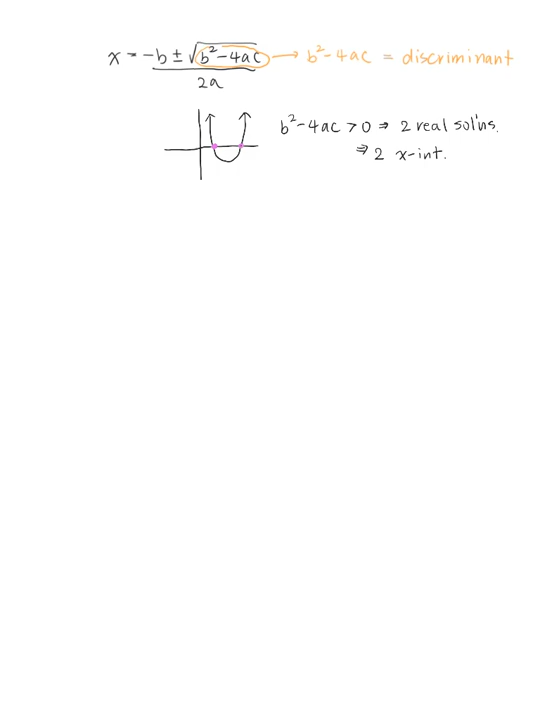 x = -b ± √b² - 4ac → b² - 4ac = discriminant
2a
b² - 4ac > 0 ⇒ 2 real sol'ns.
⇒ 2 x-int.